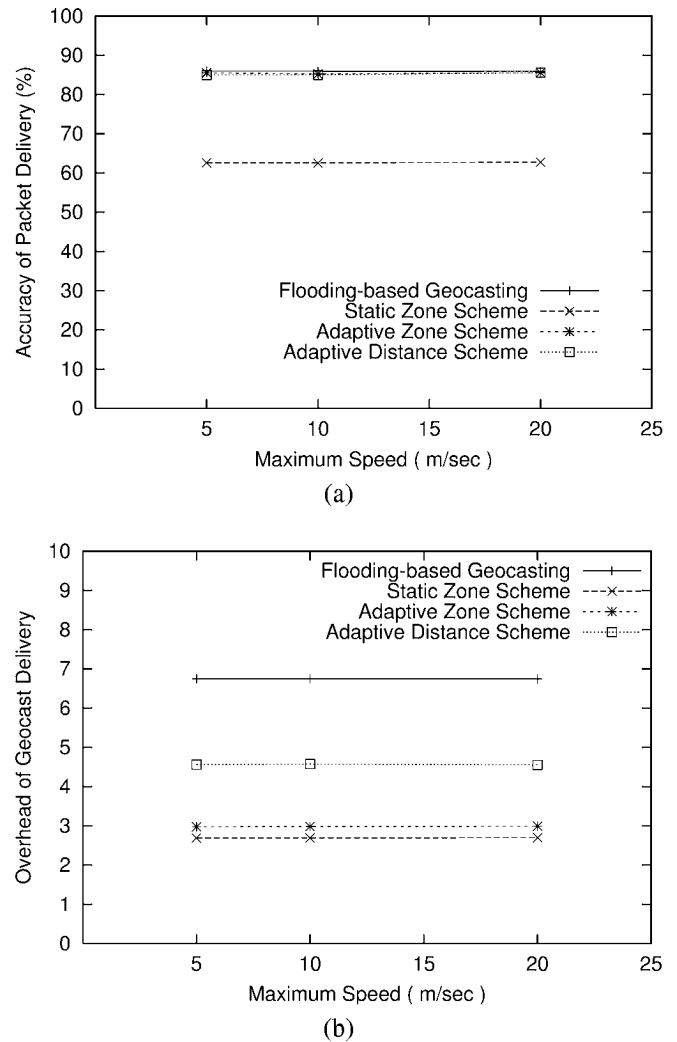 100
90
80
70
60
50
40
30
20
10
0
Accuracy of Packet Delivery (%)
Flooding-based Geocasting
Static Zone Scheme
Adaptive Zone Scheme
Adaptive Distance Scheme
5 10 15 20 25
Maximum Speed ( m/sec )
(a)
10
9
8
7
6
5
4
3
2
1
0
Overhead of Geocast Delivery
Flooding-based Geocasting
Static Zone Scheme
Adaptive Zone Scheme
Adaptive Distance Scheme
5 10 15 20 25
Maximum Speed ( m/sec )
(b)